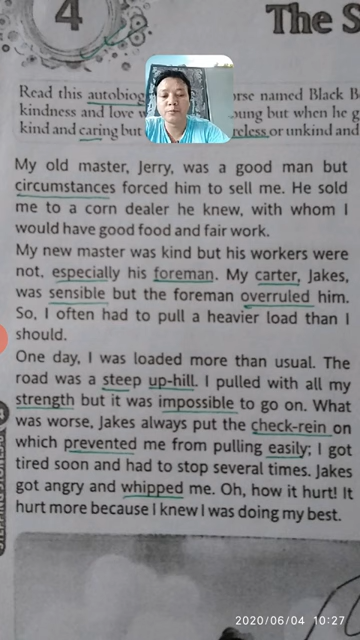 4
The S
Read this autobiog orse named Black B
kindness and love w oung but when he g
kind and caring but reless or unkind and
My old master, Jerry, was a good man but
circumstances forced him to sell me. He sold
me to a corn dealer he knew, with whom I
would have good food and fair work.
My new master was kind but his workers were
not, especially his foreman. My carter, Jakes,
was sensible but the foreman overruled him.
So, I often had to pull a heavier load than I
should.
One day, I was loaded more than usual. The
road was a steep up-hill. I pulled with all my
strength but it was impossible to go on. What
was worse, Jakes always put the check-rein on
which prevented me from pulling easily; I got
tired soon and had to stop several times. Jakes
got angry and whipped me. Oh, how it hurt! It
hurt more because I knew I was doing my best.
2020/06/04 10:27